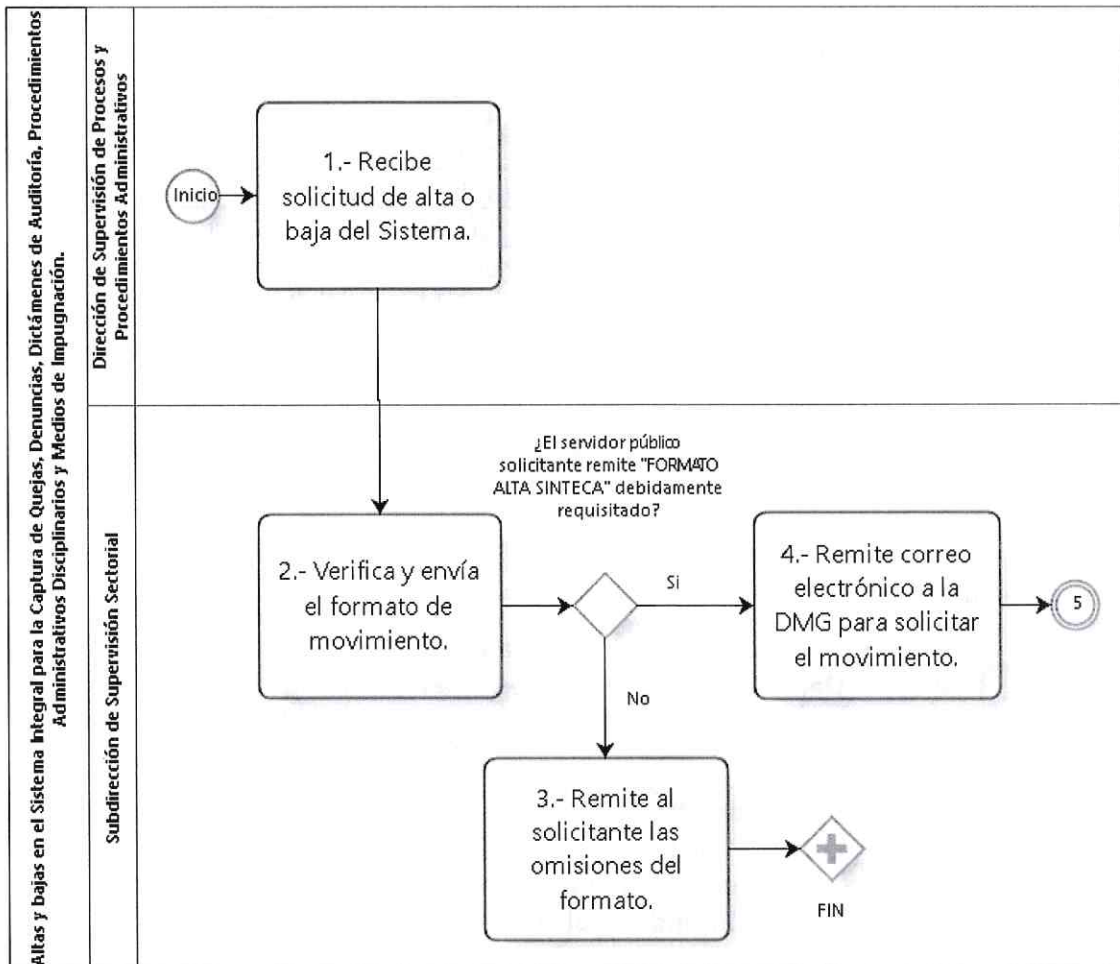 Altas y bajas en el Sistema Integral para la Captura de Quejas, Denuncias, Dictámenes de Auditoría, Procedimientos
Administrativos Disciplinarios y Medios de Impugnación.
Dirección de Supervisión de Procesos y
Procedimientos Administrativos
Inicio
1.- Recibe
solicitud de alta o
baja del Sistema.
Subdirección de Supervisión Sectorial
¿El servidor público
solicitante remite "FORMATO
ALTA SINTECA" debidamente
requisitado?
2.- Verifica y envía
el formato de
movimiento.
Si
4.- Remite correo
electrónico a la
DMG para solicitar
el movimiento.
5
No
3.- Remite al
solicitante las
omisiones del
formato.
FIN